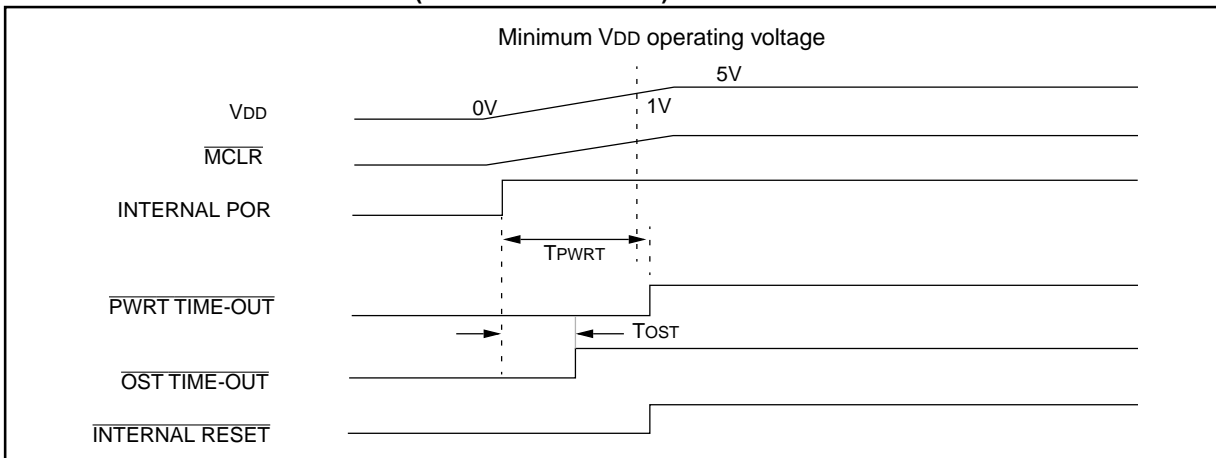 Minimum VDD operating voltage
5V
0V
1V
VDD
MCLR
INTERNAL POR
TPWRT
PWRT TIME-OUT
TOST
OST TIME-OUT
INTERNAL RESET